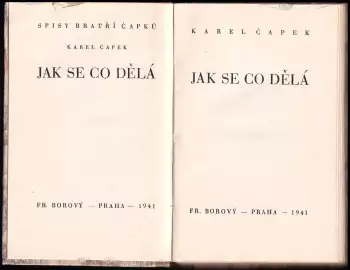 SPISY BRATŘÍ ČAPKŮ
KAREL ČAPEK
JAK SE CO DĚLÁ
FR. BOROVÝ — PRAHA — 1941
KAREL ČAPEK
JAK SE CO DĚLÁ
FR. BOROVÝ — PRAHA — 1941